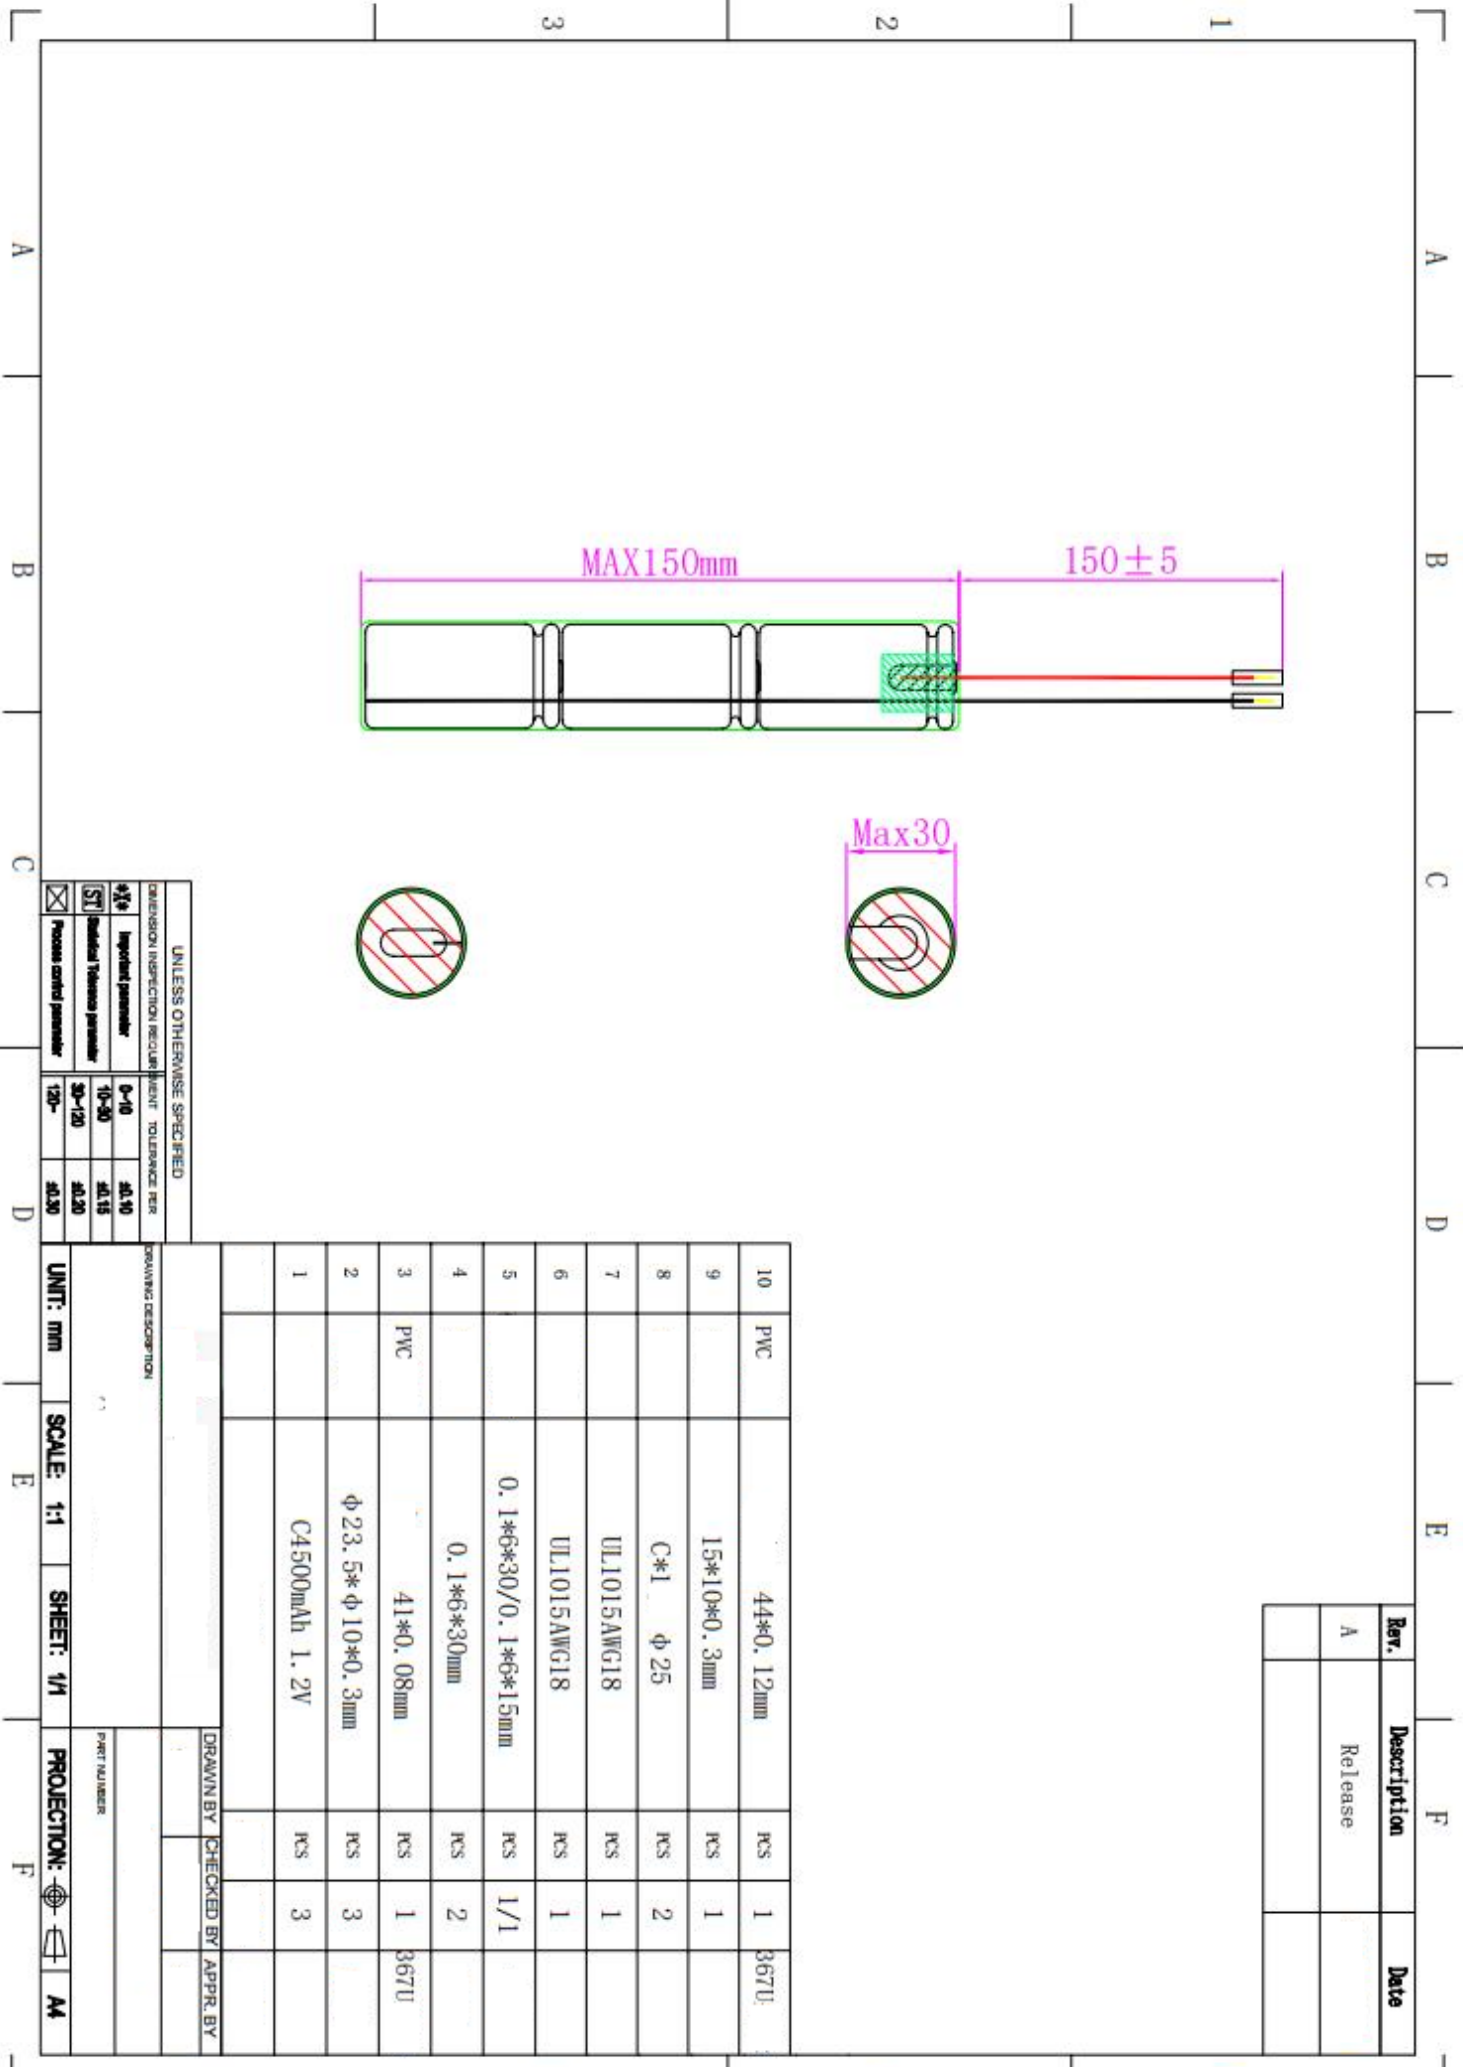 3 2 1
A A
B B
C C
D D
E E
F F
MAX150mm
150±5
Max30
Rev. Description Date
A Release
10 PVC 44*0.12mm PCS 1 367U
9 15*10*0.3mm PCS 1
8 C*1 Φ25 PCS 2
7 UL1015AWG18 PCS 1
6 UL1015AWG18 PCS 1
5 0.1*6*30/0.1*6*15mm PCS 1/1
4 0.1*6*30mm PCS 2
3 PVC 41*0.08mm PCS 1 367U
2 Φ23.5*Φ10*0.3mm PCS 3
1 C4500mAh 1.2V PCS 3
DRAWN BY CHECKED BY APPR. BY
UNLESS OTHERWISE SPECIFIED
DIMENSION INSPECTION REQUIREMENT TOLERANCE PER
*X* Important parameter 0~10 ±0.10
ST Statistical Tolerance parameter 10~30 ±0.15
30~120 ±0.20
Process control parameter 120~ ±0.30
DRAWING DESCRIPTION
PART NUMBER
UNIT: mm SCALE: 1:1 SHEET: 1/1 PROJECTION: A4